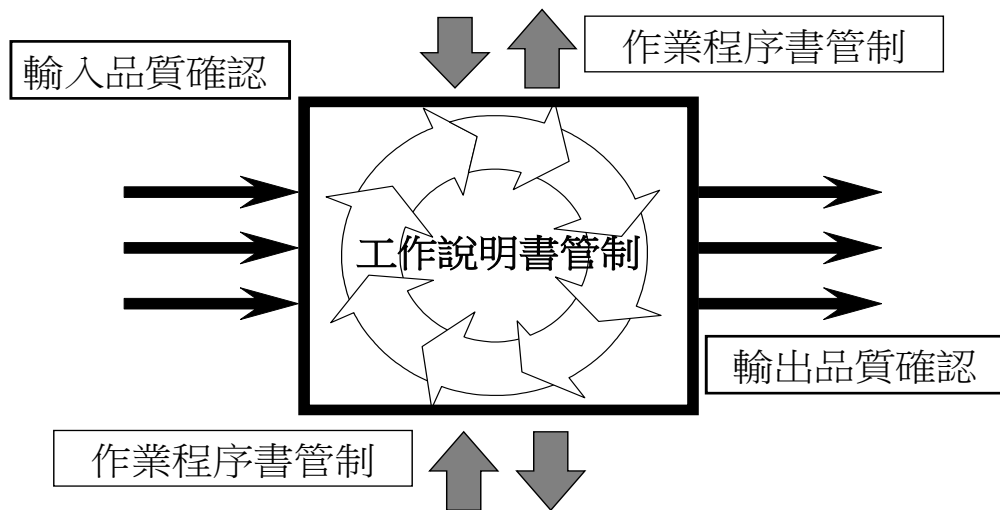 作業程序書管制
輸入品質確認
工作說明書管制
輸出品質確認
作業程序書管制